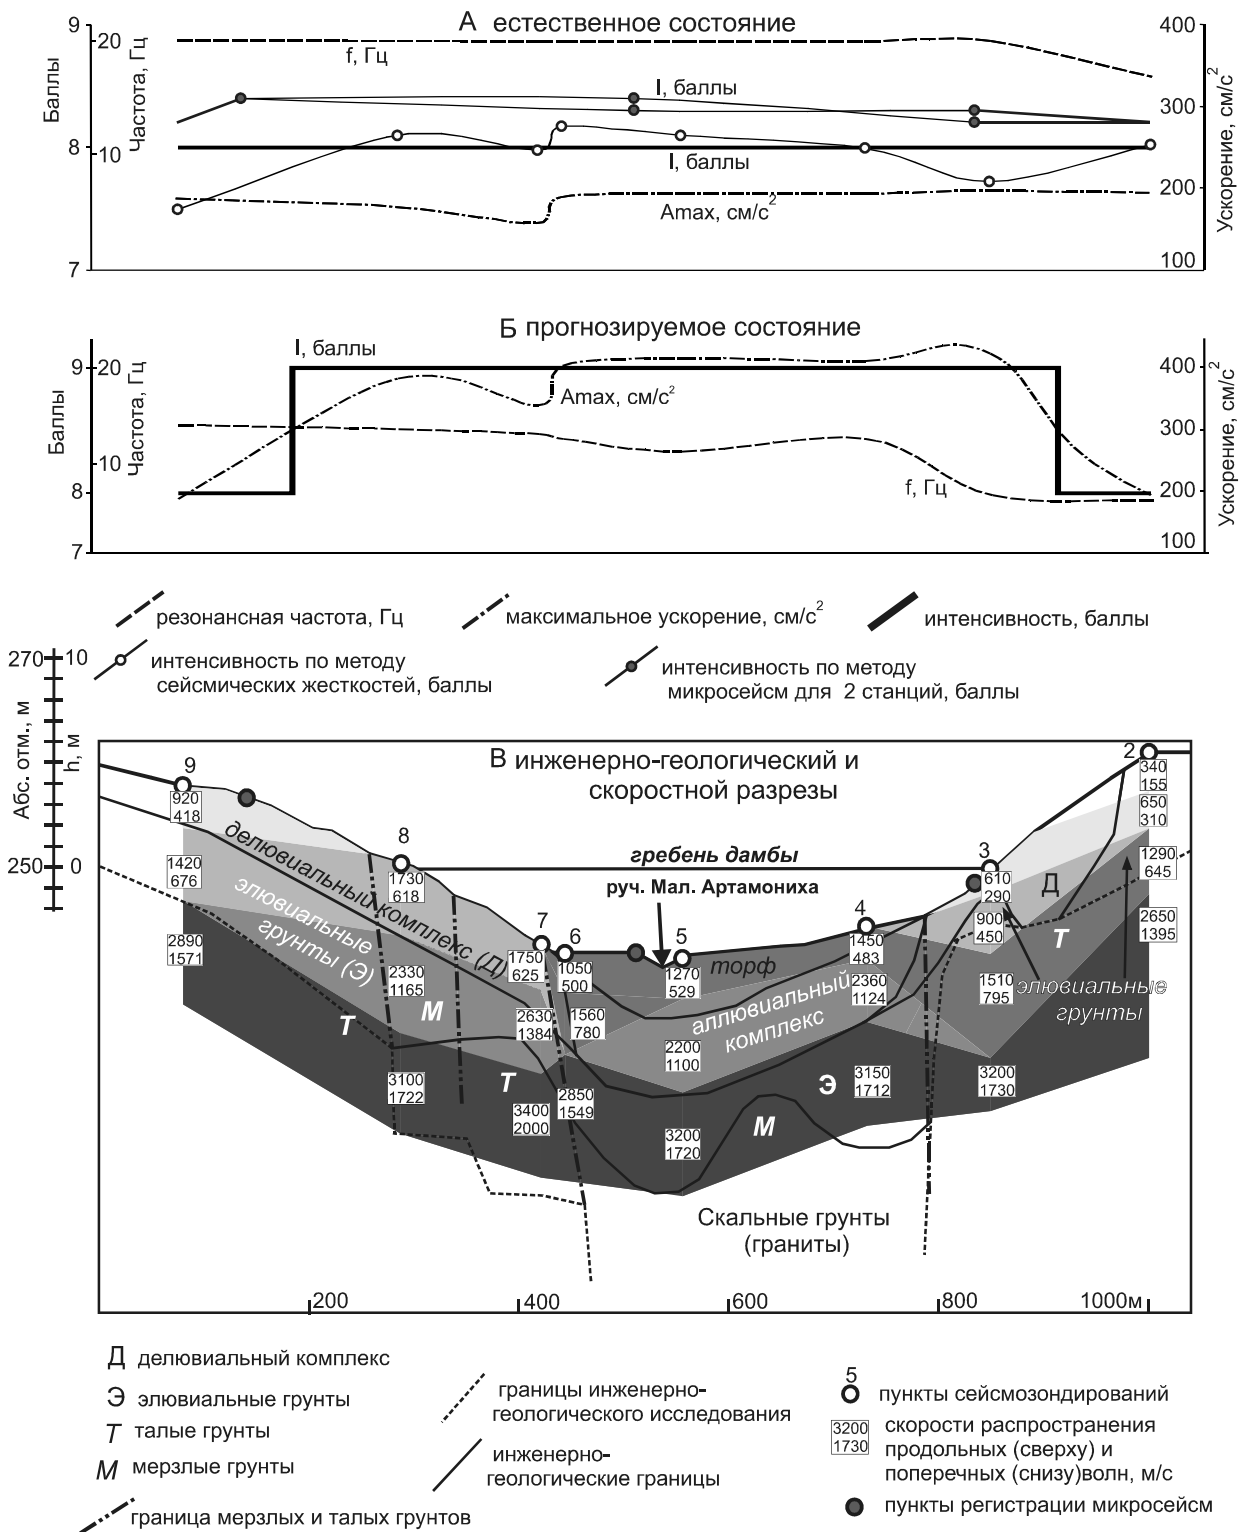 А естественное состояние
9
20
400
f, Гц
I, баллы
300
Баллы
Частота, Гц
Ускорение, см/с²
8
10
I, баллы
200
Amax, см/с²
7
100
Б прогнозируемое состояние
I, баллы
9
20
400
Amax, см/с²
Баллы
Частота, Гц
300
Ускорение, см/с²
10
f, Гц
8
200
7
100
резонансная частота, Гц
максимальное ускорение, см/с²
интенсивность, баллы
интенсивность по методу
сейсмических жесткостей, баллы
интенсивность по методу
микросейсм для 2 станций, баллы
270
10
Абс. отм., м
h, м
250
0
В инженерно-геологический и
скоростной разрезы
9
920
418
1420
676
2890
1571
8
1730
618
2330
1165
3100
1722
делювиальный комплекс (Д)
элювиальные
грунты (Э)
М
Т
Т
гребень дамбы
руч. Мал. Артамониха
7
1750
625
2630
1384
3400
2000
6
1050
500
1560
780
2850
1549
5
1270
529
2200
1100
3200
1720
торф
аллювиальный
комплекс
М
Э
4
1450
483
2360
1124
3150
1712
3
610
290
900
450
1510
795
3200
1730
Д
Т
элювиальные
грунты
2
340
155
650
310
1290
645
2650
1395
Скальные грунты
(граниты)
200
400
600
800
1000м
Д делювиальный комплекс
Э элювиальные грунты
Т талые грунты
М мерзлые грунты
граница мерзлых и талых грунтов
границы инженерно-
геологического исследования
инженерно-
геологические границы
5
пункты сейсмозондирований
3200
1730
скорости распространения
продольных (сверху) и
поперечных (снизу)волн, м/с
пункты регистрации микросейсм